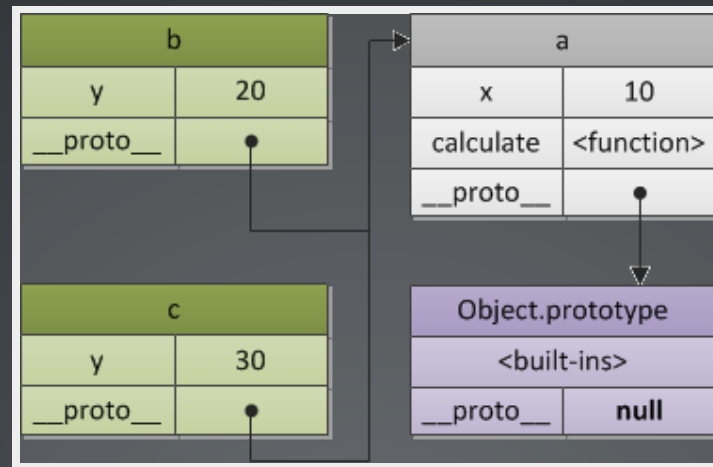 b
y 20
__proto__
a
x 10
calculate <function>
__proto__
c
y 30
__proto__
Object.prototype
<built-ins>
__proto__ null